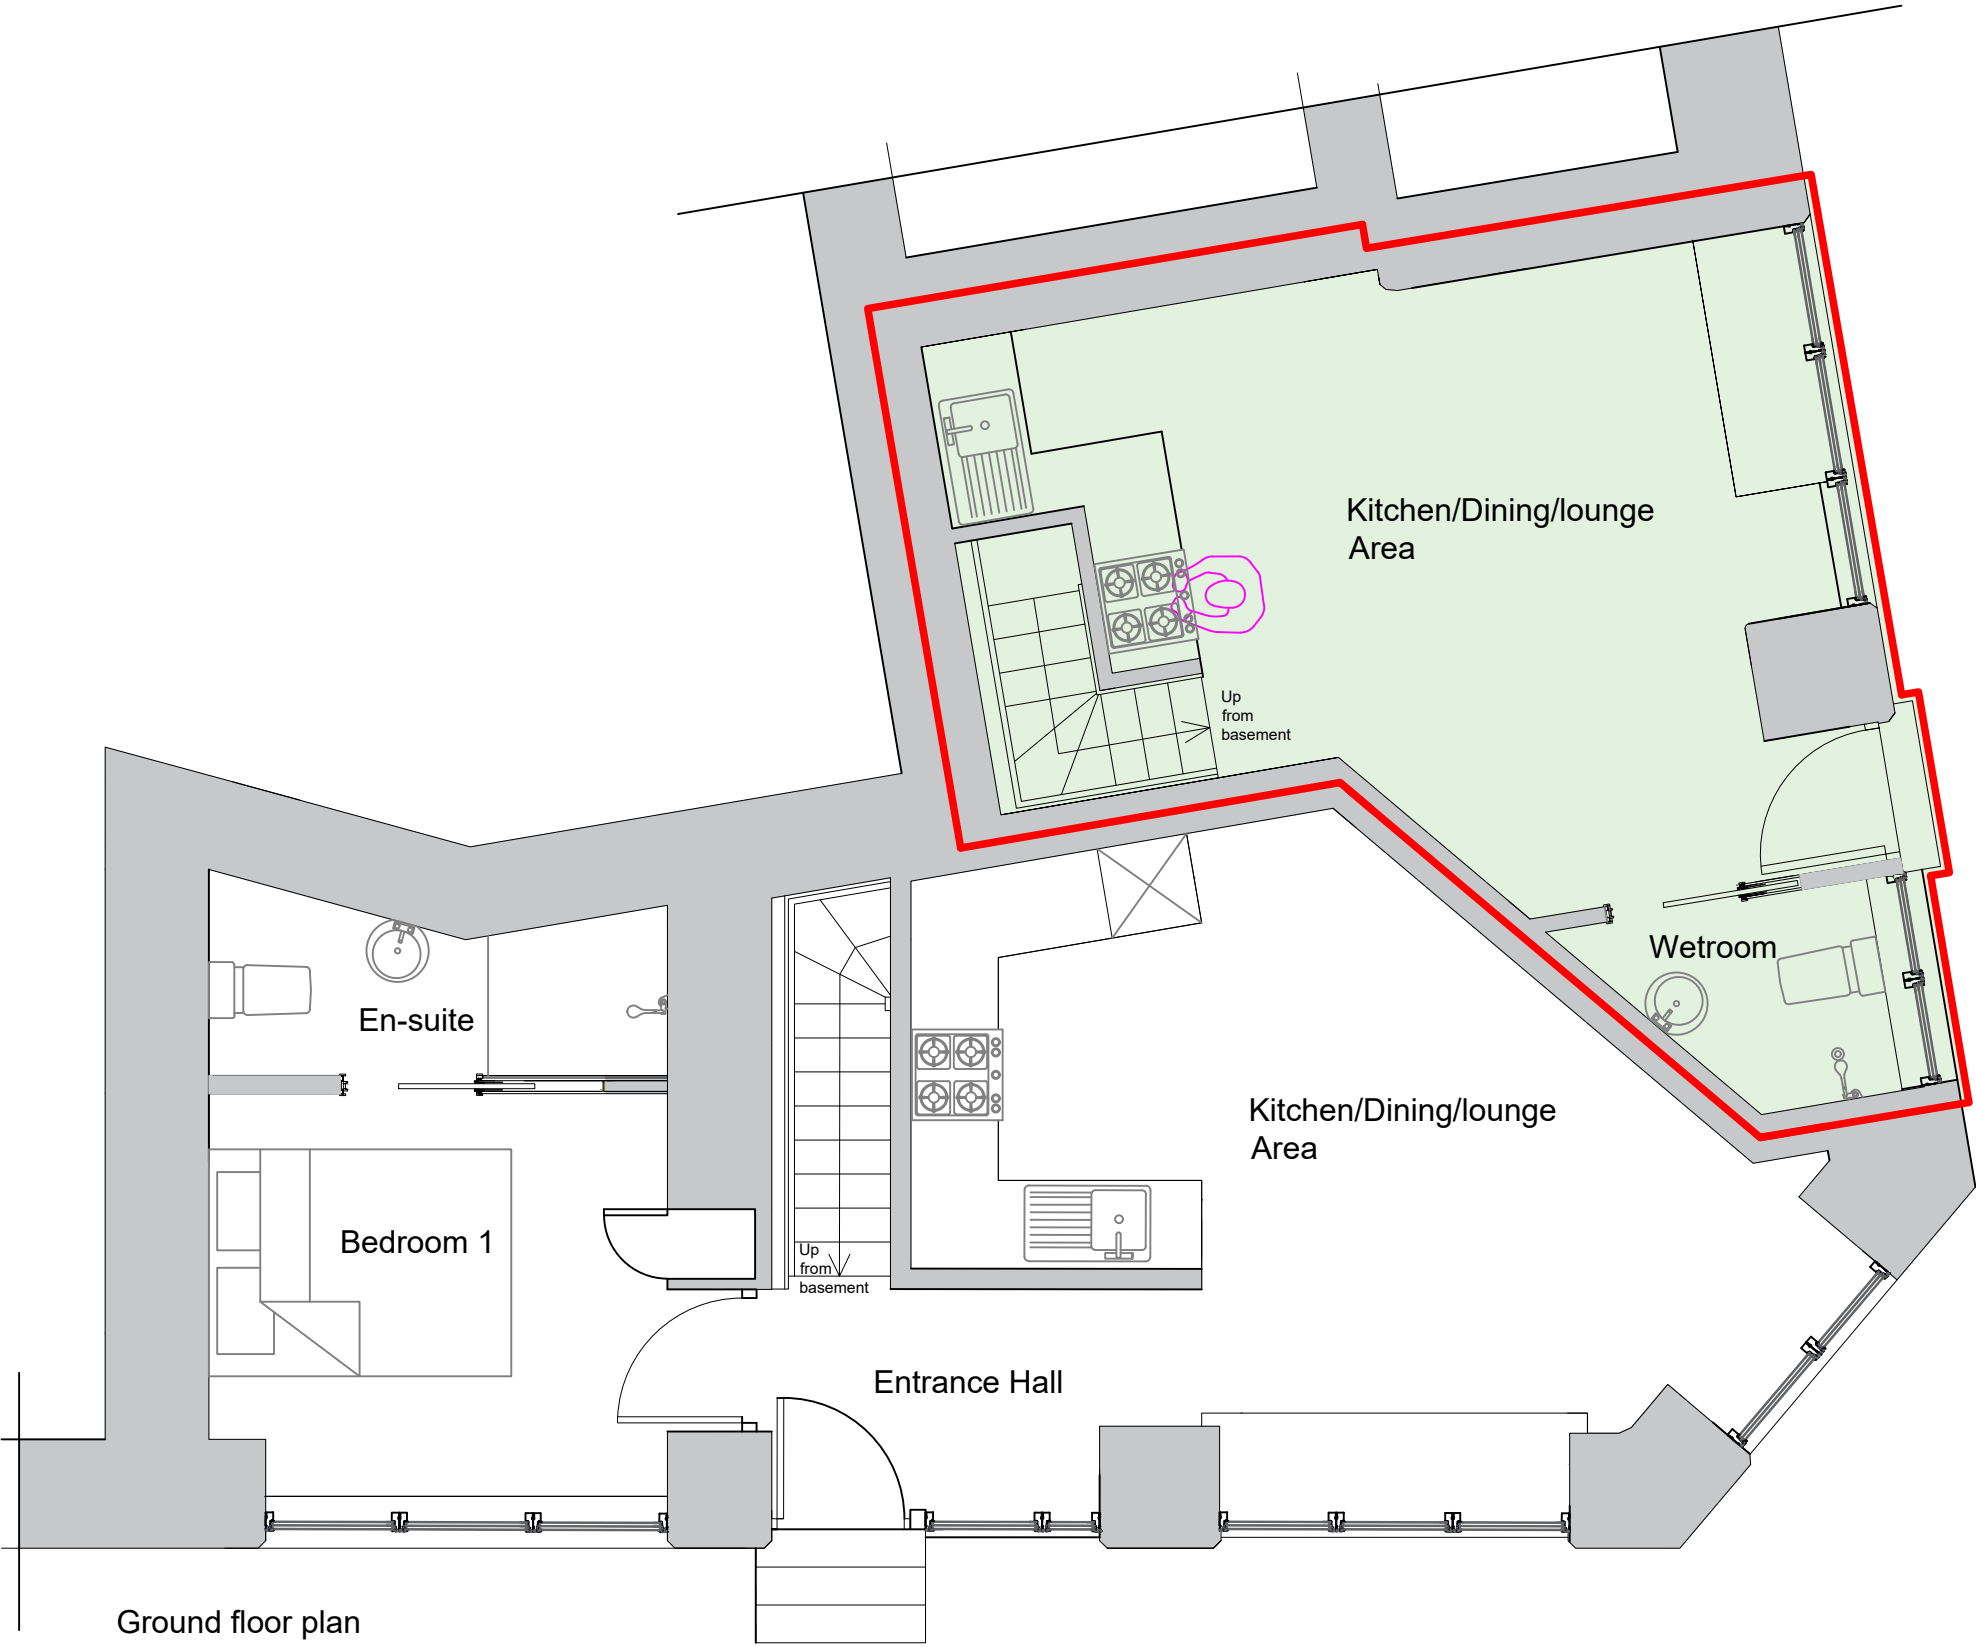 Kitchen/Dining/lounge
Area
Up
from
basement
Wetroom
En-suite
Kitchen/Dining/lounge
Area
Bedroom 1
Up
from
basement
Entrance Hall
Ground floor plan